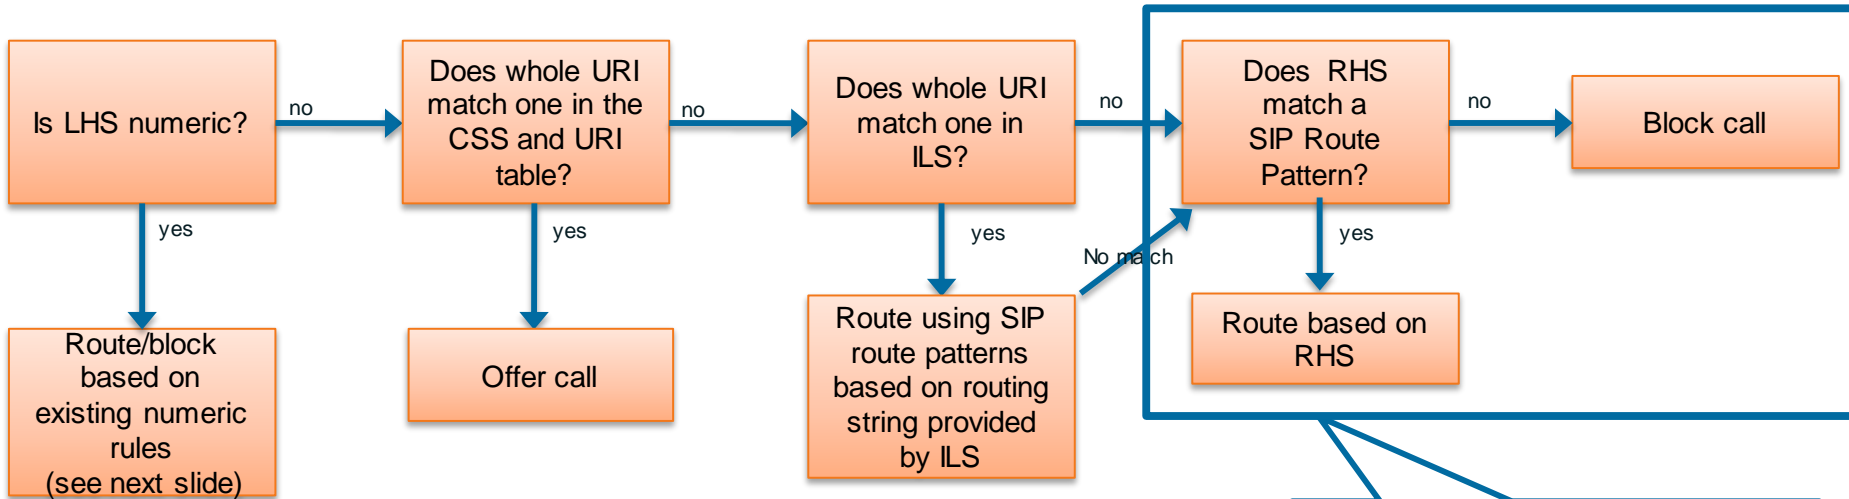 Is LHS numeric?
no
Does whole URI
match one in the
CSS and URI
table?
no
Does whole URI
match one in
ILS?
no
Does RHS
match a
SIP Route
Pattern?
no
Block call
yes
yes
yes
No match
yes
Route/block
based on
existing numeric
rules
(see next slide)
Offer call
Route using SIP
route patterns
based on routing
string provided
by ILS
Route based on
RHS